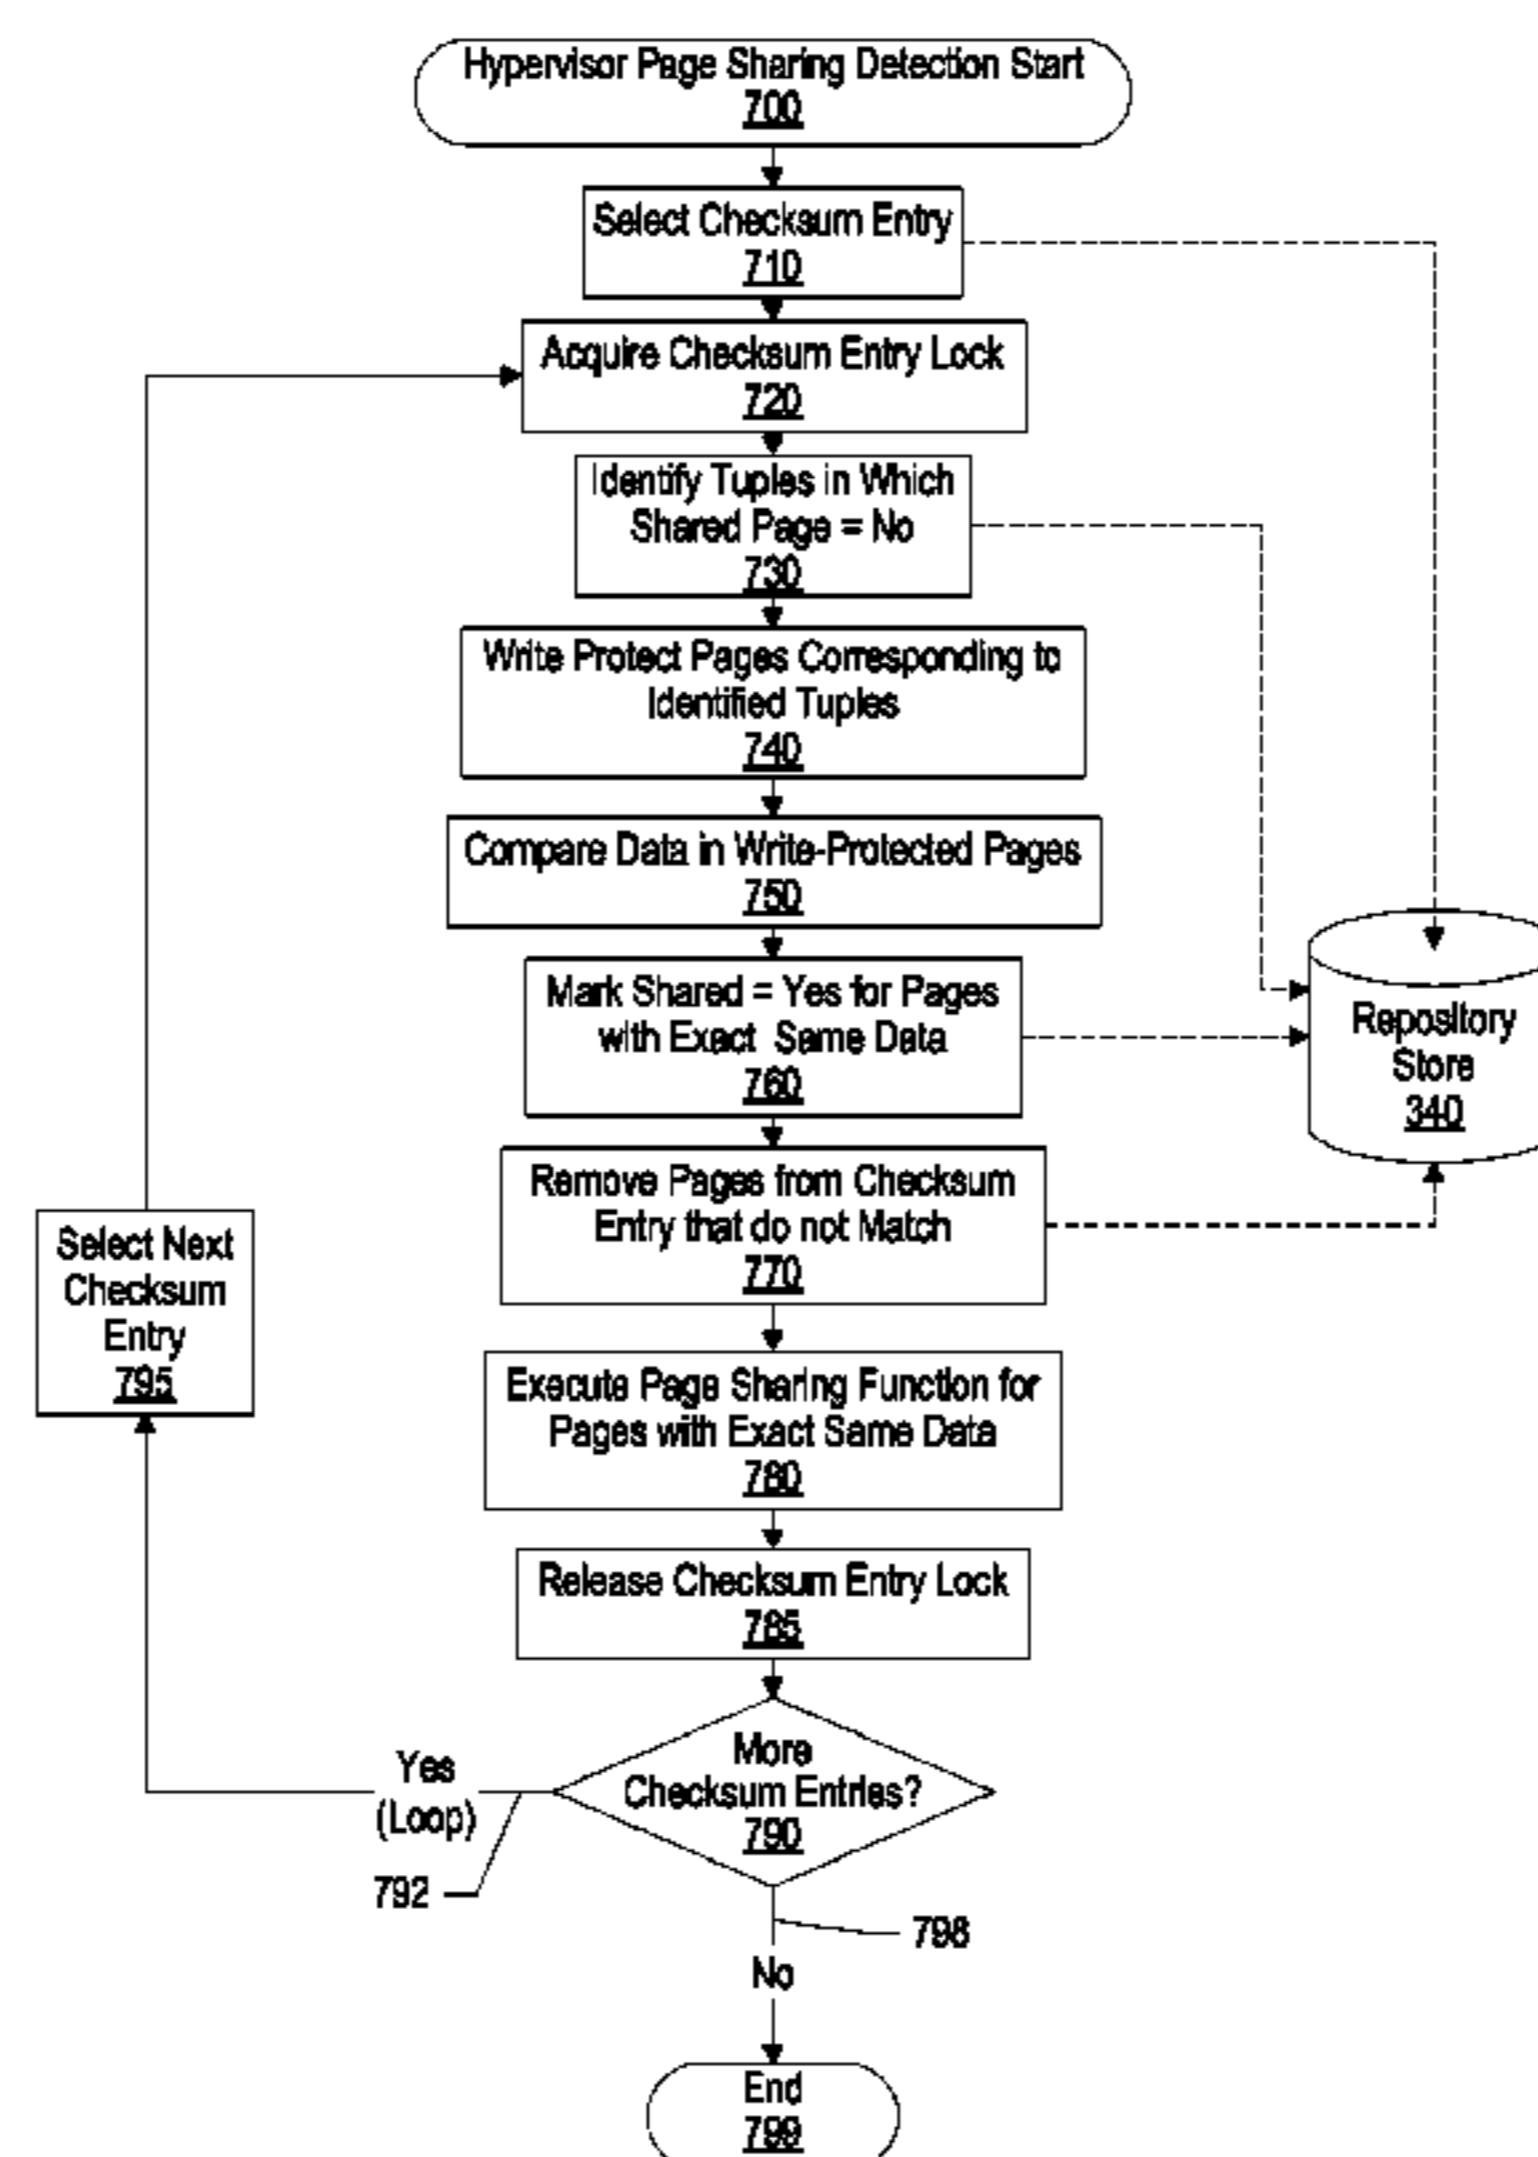 Hypervisor Page Sharing Detection Start
700
Select Checksum Entry
710
Acquire Checksum Entry Lock
720
Identify Tuples in Which
Shared Page = No
730
Write Protect Pages Corresponding to
Identified Tuples
740
Compare Data in Write-Protected Pages
750
Mark Shared = Yes for Pages
with Exact Same Data
760
Repository
Store
340
Remove Pages from Checksum
Entry that do not Match
770
Select Next
Checksum
Entry
795
Execute Page Sharing Function for
Pages with Exact Same Data
780
Release Checksum Entry Lock
785
More
Checksum Entries?
790
Yes
(Loop)
792
798
No
End
799